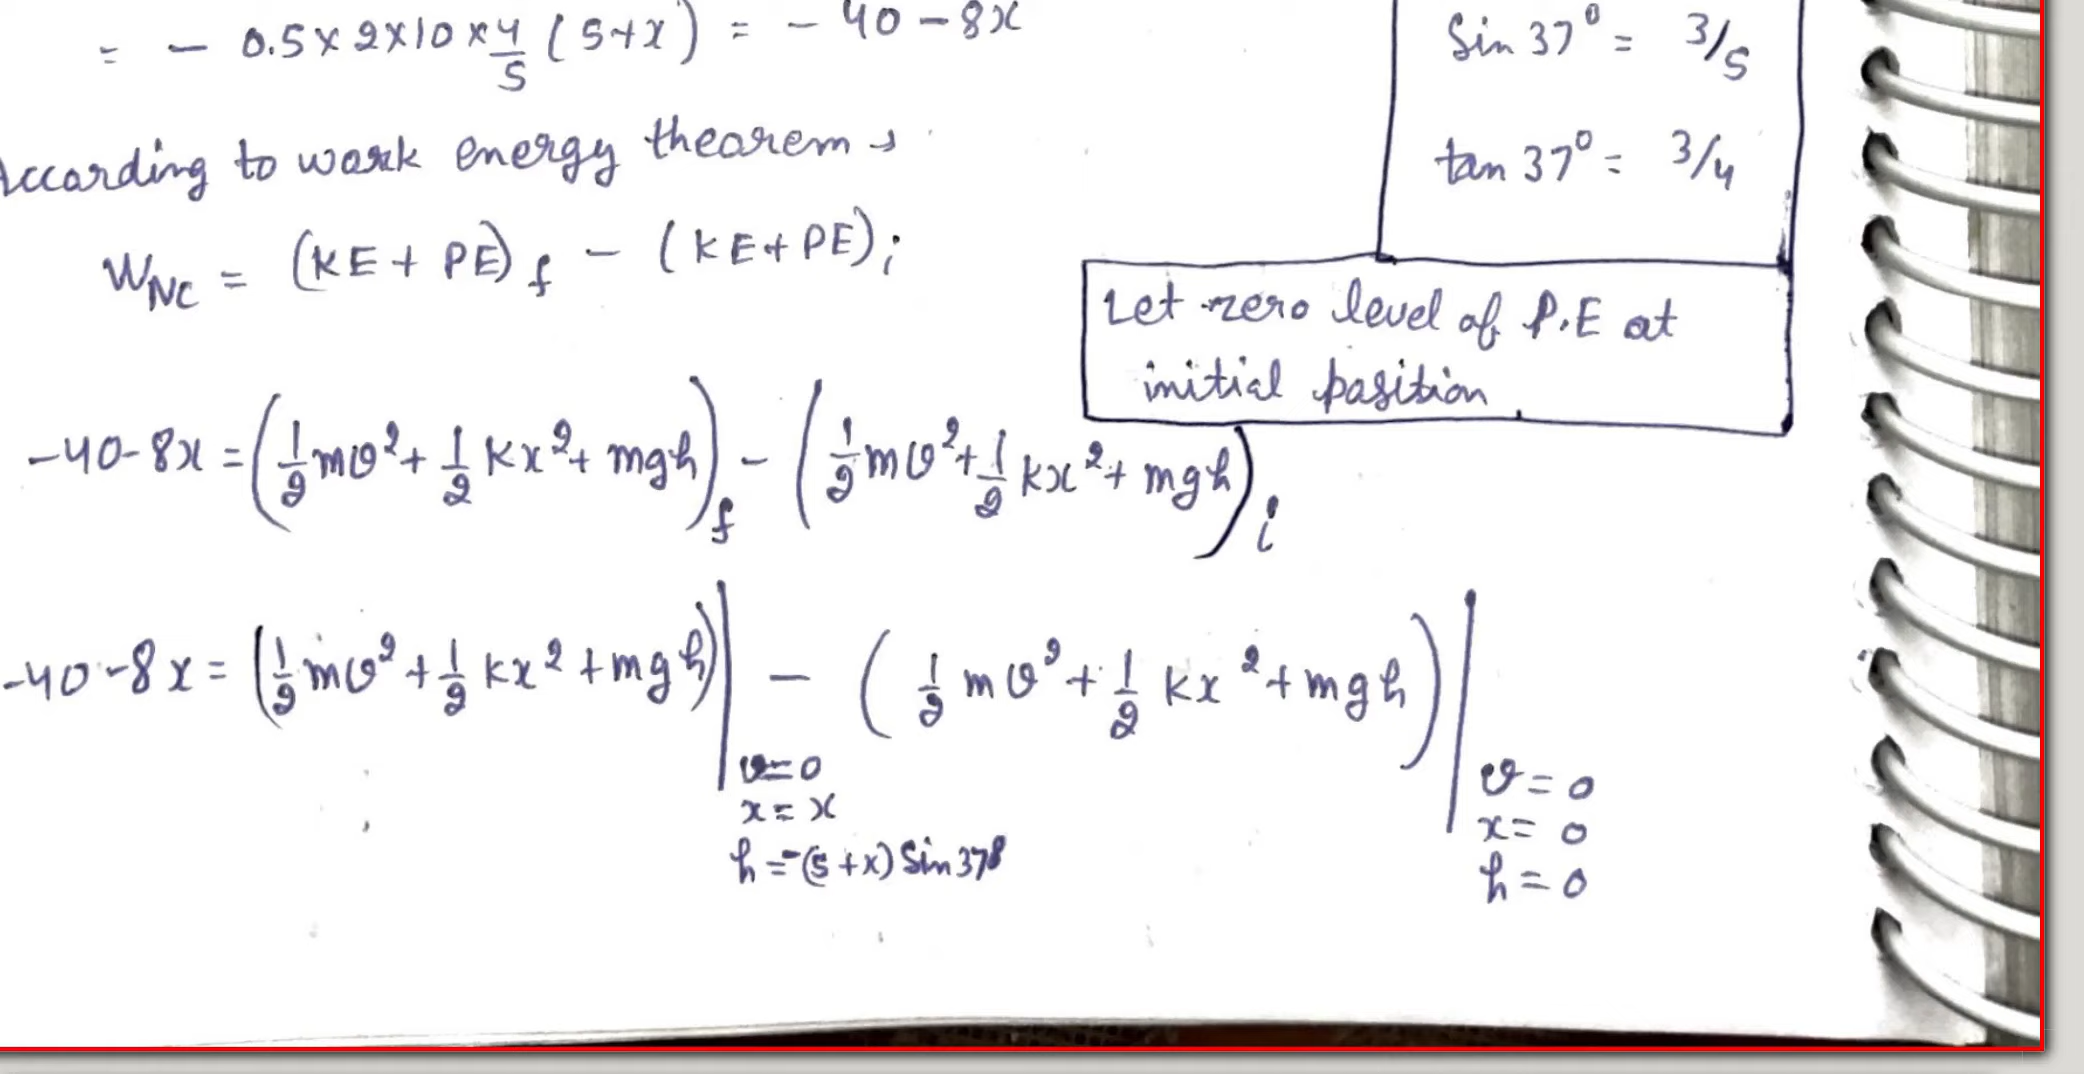 = - 0.5 x 2 x 10 x 4/5 (5+x) = - 40 - 8x
Sin 37° = 3/5
According to work energy thearem →
tan 37° = 3/4
W_NC = (KE + PE)_f - (KE + PE)_i
Let zero level of P.E at
initial position
-40-8x = (1/2 mv² + 1/2 kx² + mgh)_f - (1/2 mv² + 1/2 kx² + mgh)_i
-40-8x = (1/2 mv² + 1/2 kx² + mgh)| - (1/2 mv² + 1/2 kx² + mgh)|
v=0
x=x
h=-(5+x) Sin 37°
v=0
x=0
h=0